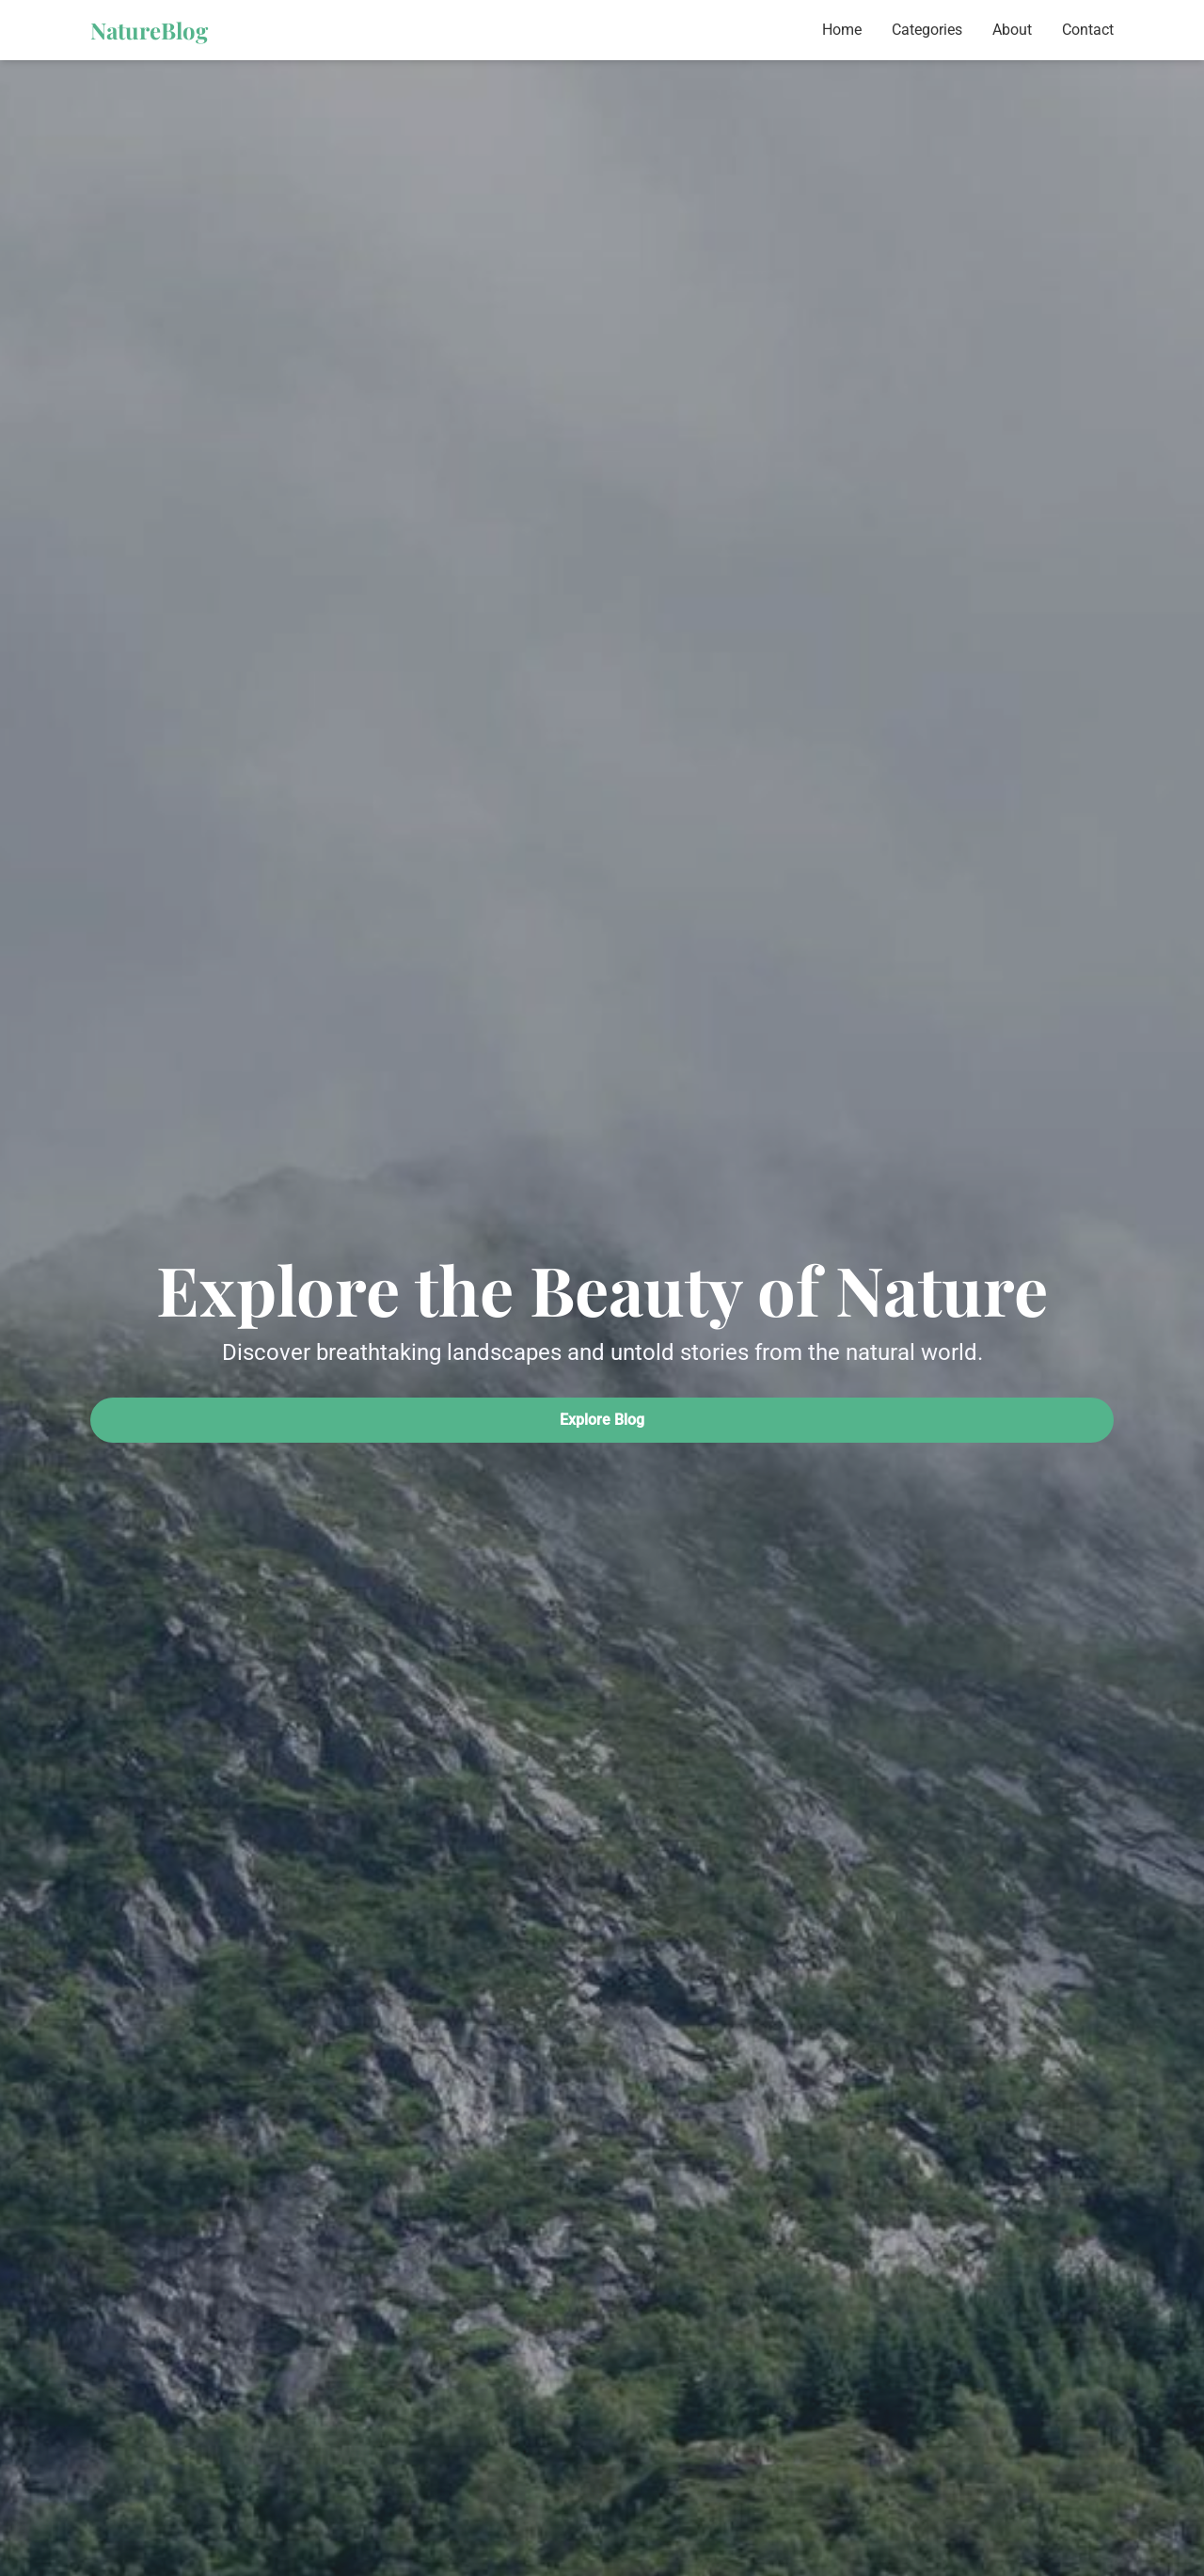 NatureBlog
Home Categories About Contact
Explore the Beauty of Nature
Discover breathtaking landscapes and untold stories from the natural world.
Explore Blog